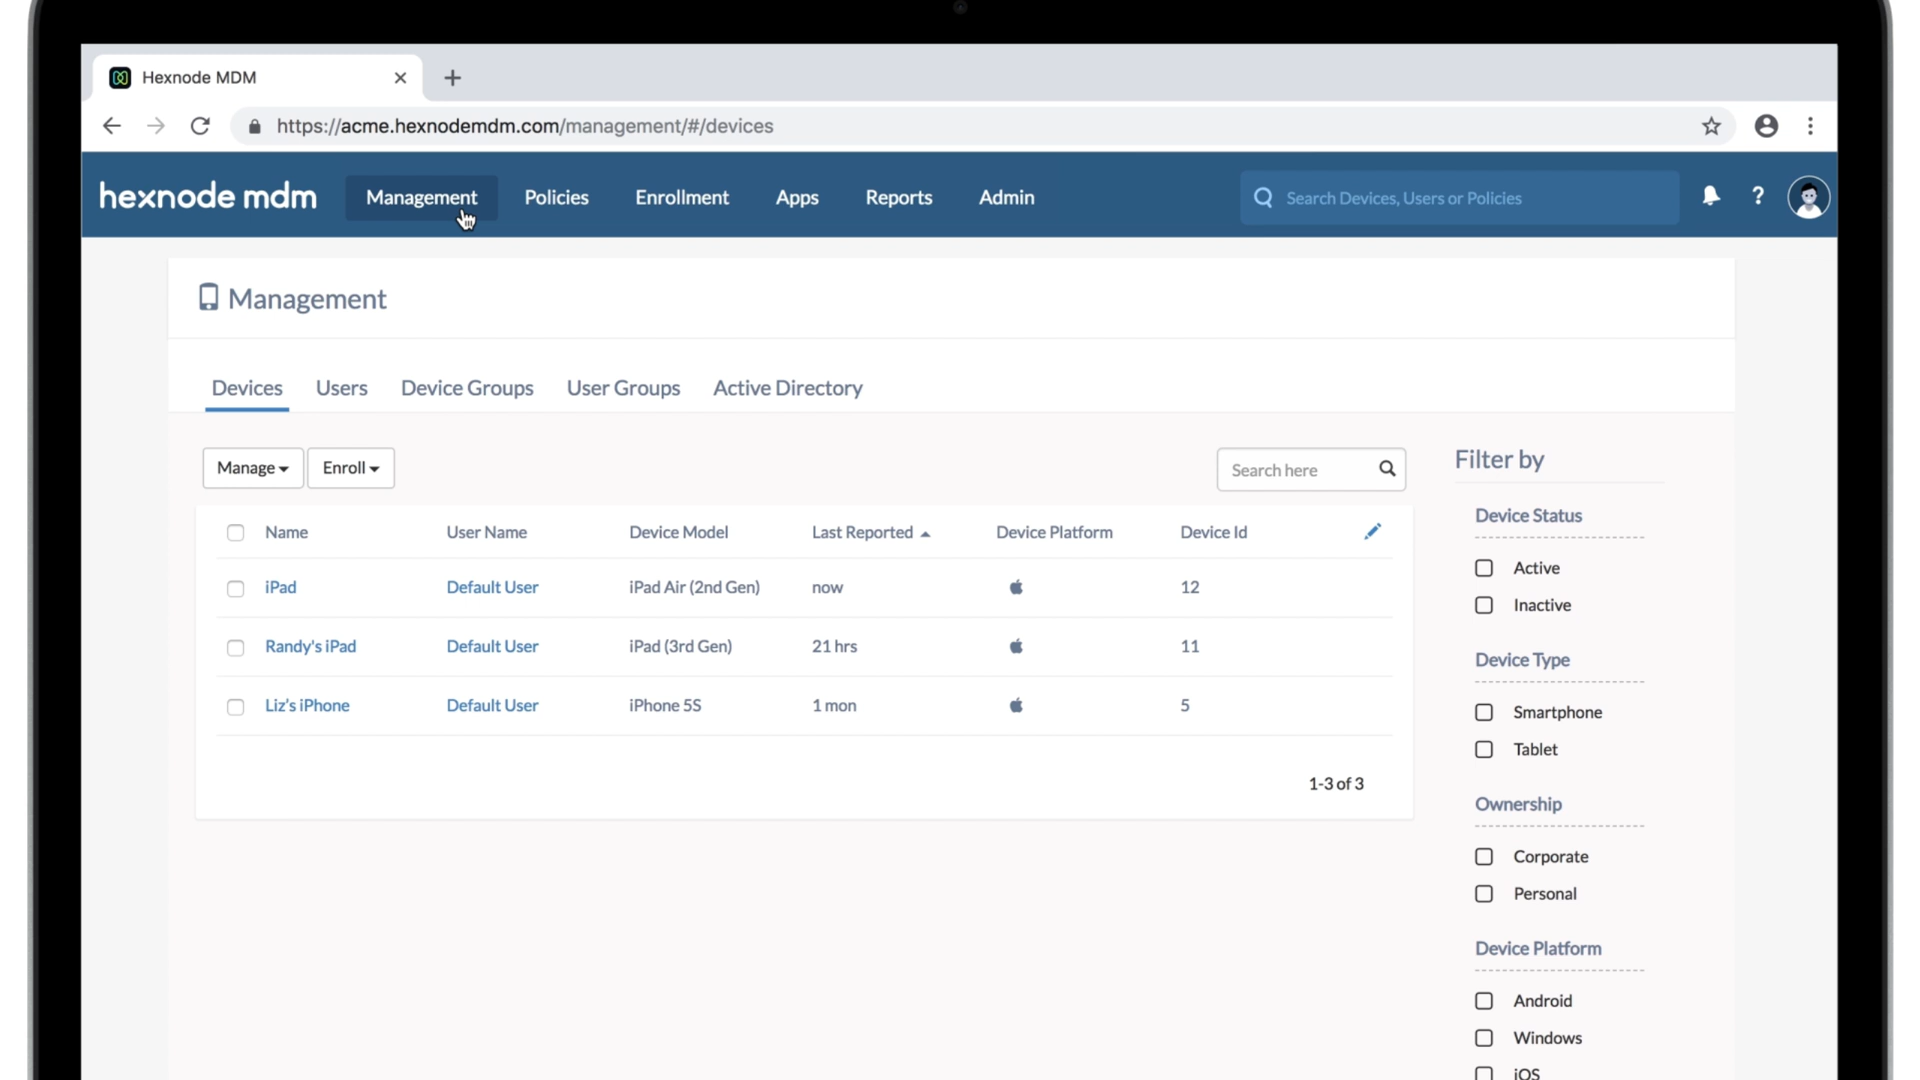 Hexnode MDM
https://acme.hexnodemdm.com/management/#/devices
hexnode mdm Management Policies Enrollment Apps Reports Admin Search Devices, Users or Policies ?
Management
Devices Users Device Groups User Groups Active Directory
Manage Enroll Search here
Name User Name Device Model Last Reported Device Platform Device Id
iPad Default User iPad Air (2nd Gen) now 12
Randy's iPad Default User iPad (3rd Gen) 21 hrs 11
Liz's iPhone Default User iPhone 5S 1 mon 5
1-3 of 3
Filter by
Device Status
Active
Inactive
Device Type
Smartphone
Tablet
Ownership
Corporate
Personal
Device Platform
Android
Windows
iOS